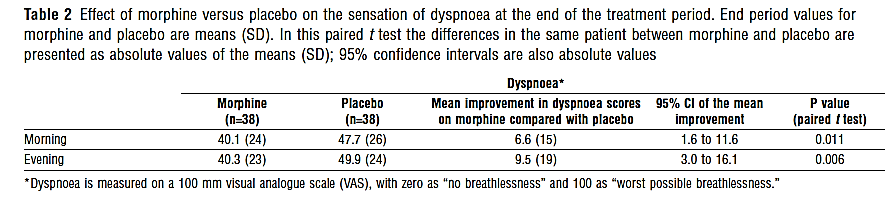 Table 2 Effect of morphine versus placebo on the sensation of dyspnoea at the end of the treatment period. End period values for
morphine and placebo are means (SD). In this paired t test the differences in the same patient between morphine and placebo are
presented as absolute values of the means (SD); 95% confidence intervals are also absolute values
Dyspnoea*
Morphine Placebo Mean improvement in dyspnoea scores 95% CI of the mean P value
(n=38) (n=38) on morphine compared with placebo improvement (paired t test)
Morning 40.1 (24) 47.7 (26) 6.6 (15) 1.6 to 11.6 0.011
Evening 40.3 (23) 49.9 (24) 9.5 (19) 3.0 to 16.1 0.006
*Dyspnoea is measured on a 100 mm visual analogue scale (VAS), with zero as “no breathlessness” and 100 as “worst possible breathlessness.”